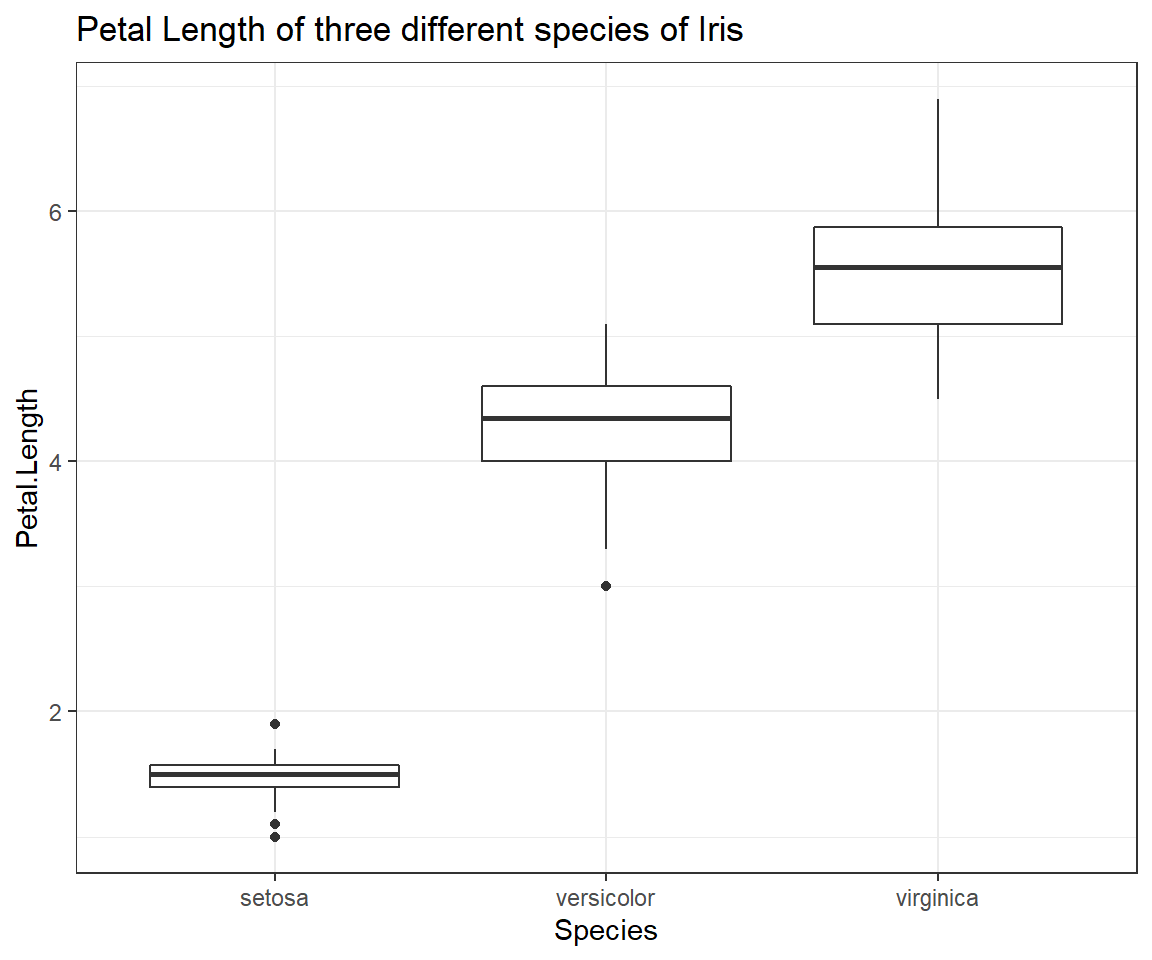 Petal Length of three different species of Iris
Petal.Length
6
4
2
setosa versicolor virginica
Species